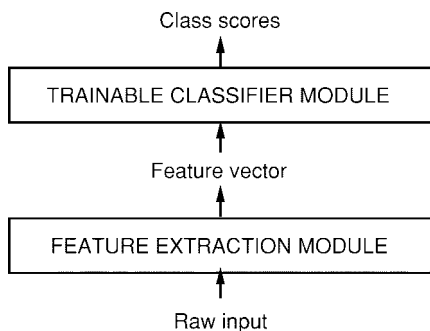 Class scores
TRAINABLE CLASSIFIER MODULE
Feature vector
FEATURE EXTRACTION MODULE
Raw input